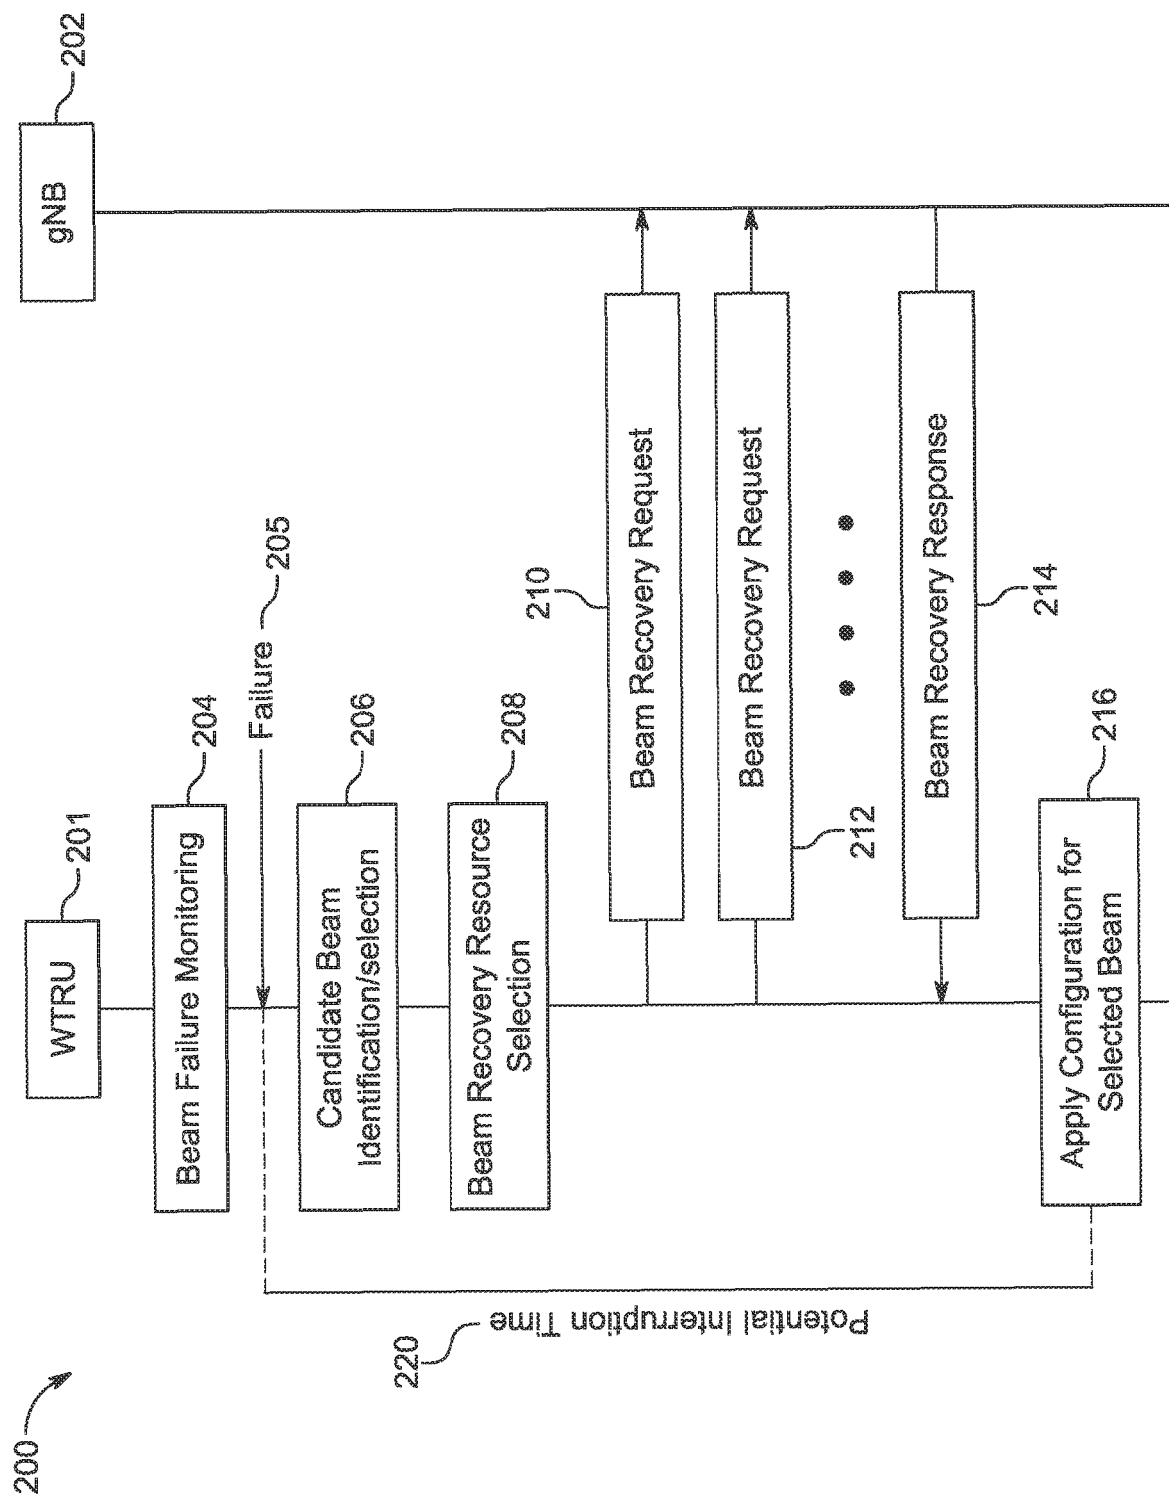 200
WTRU
201
gNB
202
Beam Failure Monitoring
204
Failure
205
Candidate Beam
Identification/selection
206
Beam Recovery Resource
Selection
208
Beam Recovery Request
210
Beam Recovery Request
212
Beam Recovery Response
214
Apply Configuration for
Selected Beam
216
Potential Interruption Time
220